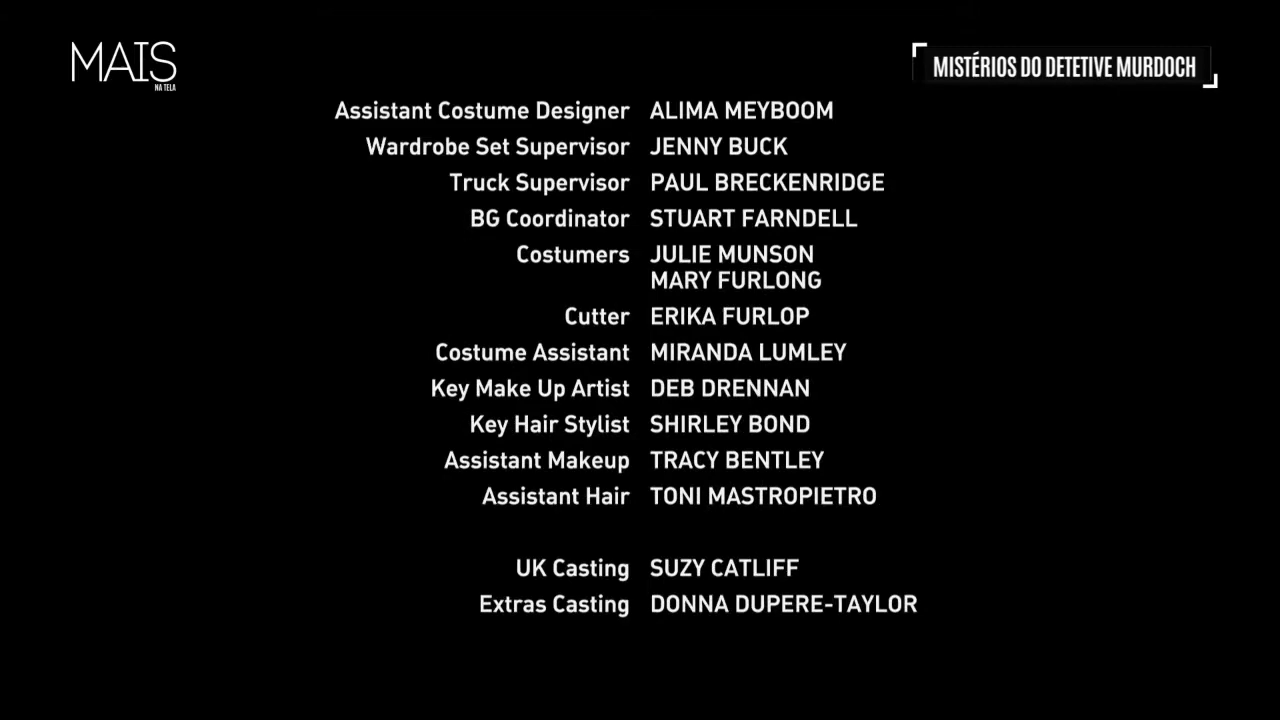 MAIS
NA TELA
MISTÉRIOS DO DETETIVE MURDOCH
Assistant Costume Designer ALIMA MEYBOOM
Wardrobe Set Supervisor JENNY BUCK
Truck Supervisor PAUL BRECKENRIDGE
BG Coordinator STUART FARNDELL
Costumers JULIE MUNSON
MARY FURLONG
Cutter ERIKA FURLOP
Costume Assistant MIRANDA LUMLEY
Key Make Up Artist DEB DRENNAN
Key Hair Stylist SHIRLEY BOND
Assistant Makeup TRACY BENTLEY
Assistant Hair TONI MASTROPIETRO
UK Casting SUZY CATLIFF
Extras Casting DONNA DUPERE-TAYLOR